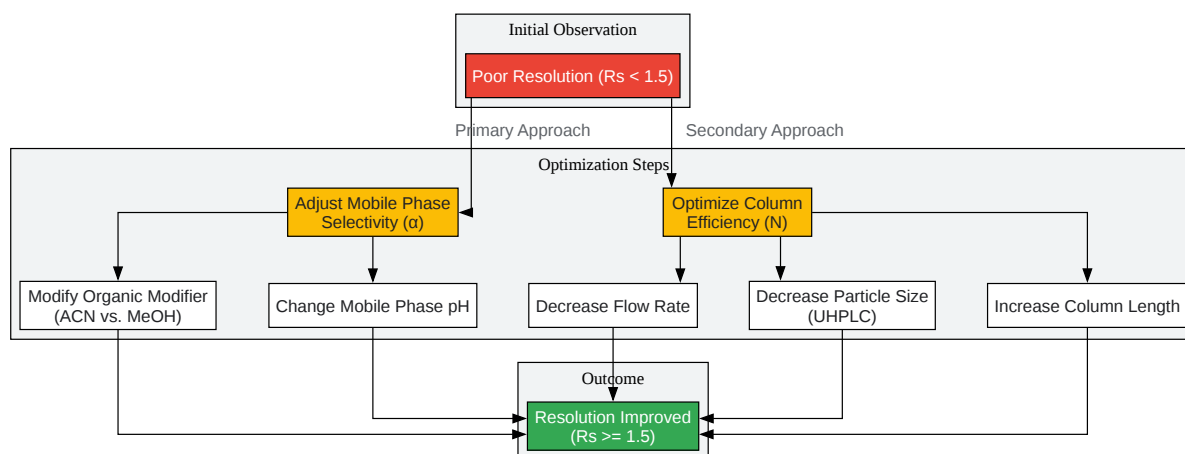 Initial Observation
Poor Resolution (Rs < 1.5)
Primary Approach
Secondary Approach
Optimization Steps
Adjust Mobile Phase
Selectivity (α)
Optimize Column
Efficiency (N)
Modify Organic Modifier
(ACN vs. MeOH)
Change Mobile Phase pH
Decrease Flow Rate
Decrease Particle Size
(UHPLC)
Increase Column Length
Outcome
Resolution Improved
(Rs >= 1.5)